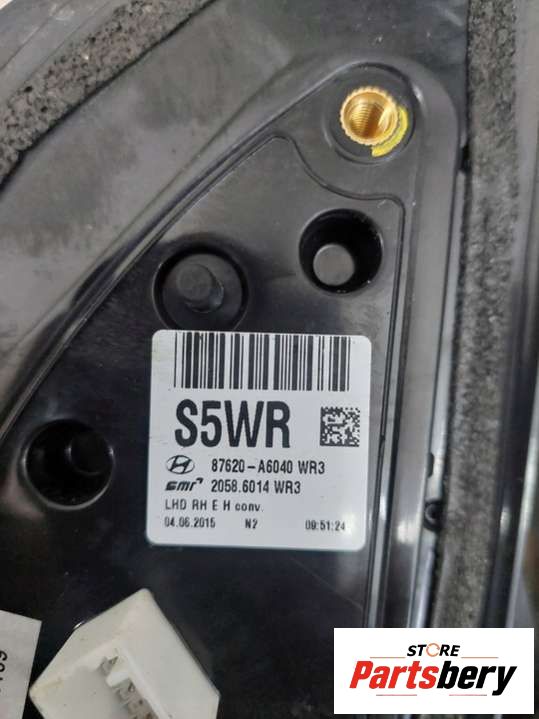 S5WR
87620-A6040 WR3
SMR 2058.6014 WR3
LHD RH E H conv.
04.06.2015 N2 09:51:24
STORE
Partsbery